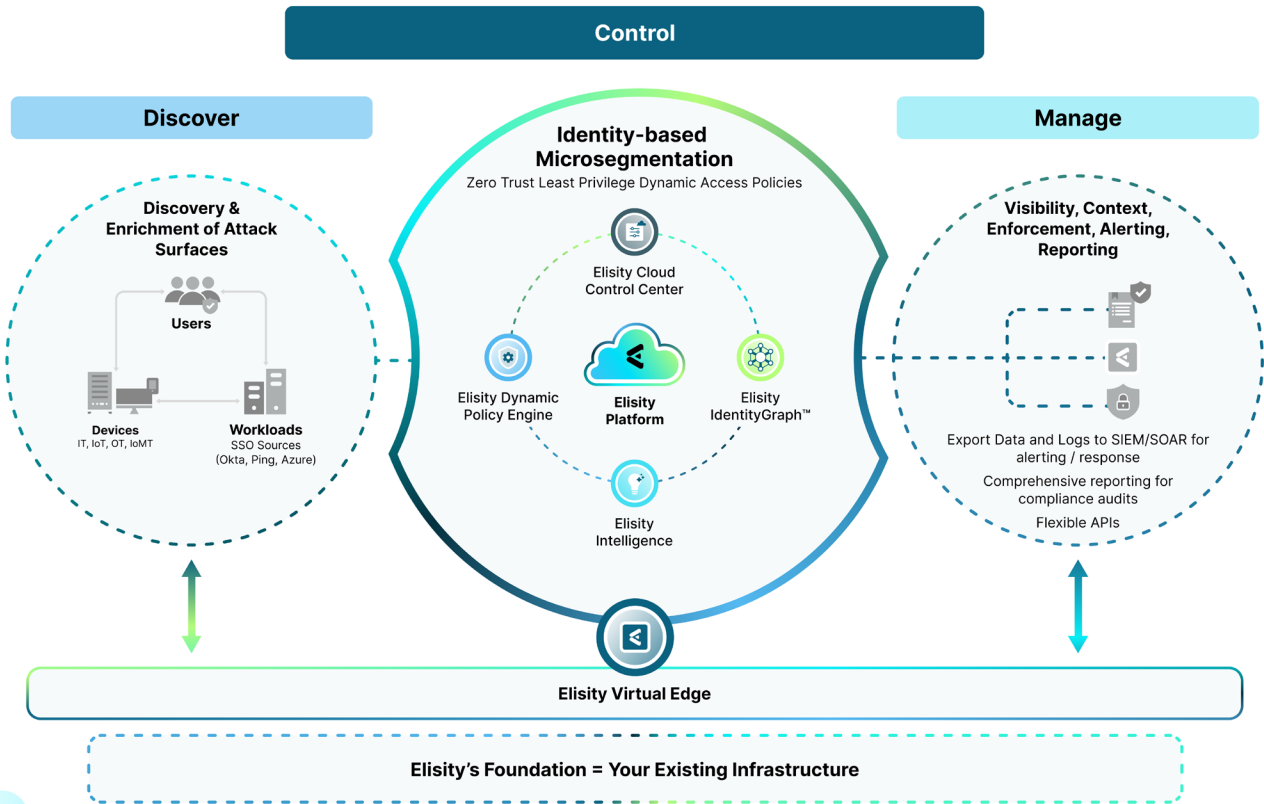 Control
Discover
Discovery &
Enrichment of Attack
Surfaces
Users
Devices
IT, IoT, OT, IoMT
Workloads
SSO Sources
(Okta, Ping, Azure)
Identity-based
Microsegmentation
Zero Trust Least Privilege Dynamic Access Policies
Elisity Cloud
Control Center
Elisity Dynamic
Policy Engine
Elisity
Platform
Elisity
IdentityGraph™
Elisity
Intelligence
Manage
Visibility, Context,
Enforcement, Alerting,
Reporting
Export Data and Logs to SIEM/SOAR for
alerting / response
Comprehensive reporting for
compliance audits
Flexible APIs
Elisity Virtual Edge
Elisity’s Foundation = Your Existing Infrastructure